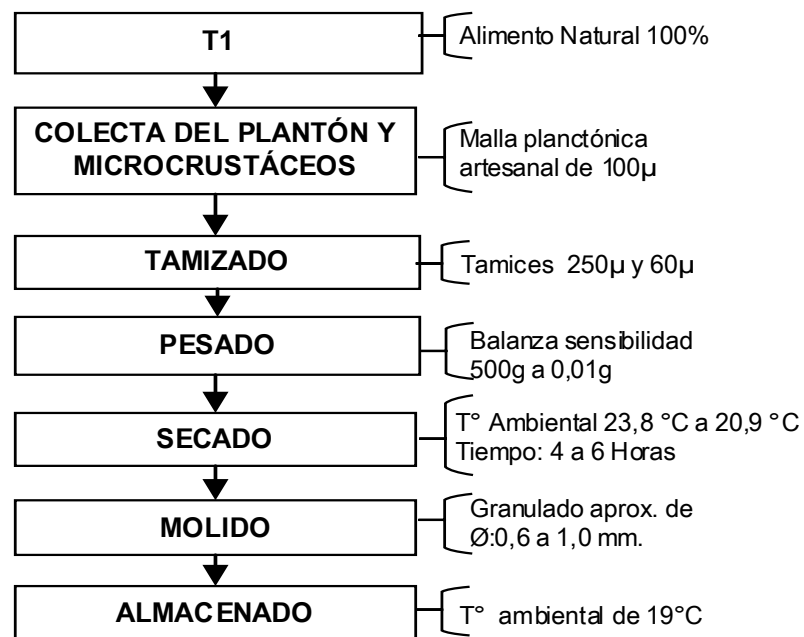 T1
Alimento Natural 100%
COLECTA DEL PLANTÓN Y
MICROCRUSTÁCEOS
Malla planctónica
artesanal de 100µ
TAMIZADO
Tamices 250µ y 60µ
PESADO
Balanza sensibilidad
500g a 0,01g
SECADO
T° Ambiental 23,8 °C a 20,9 °C
Tiempo: 4 a 6 Horas
MOLIDO
Granulado aprox. de
Ø:0,6 a 1,0 mm.
ALMACENADO
T° ambiental de 19°C